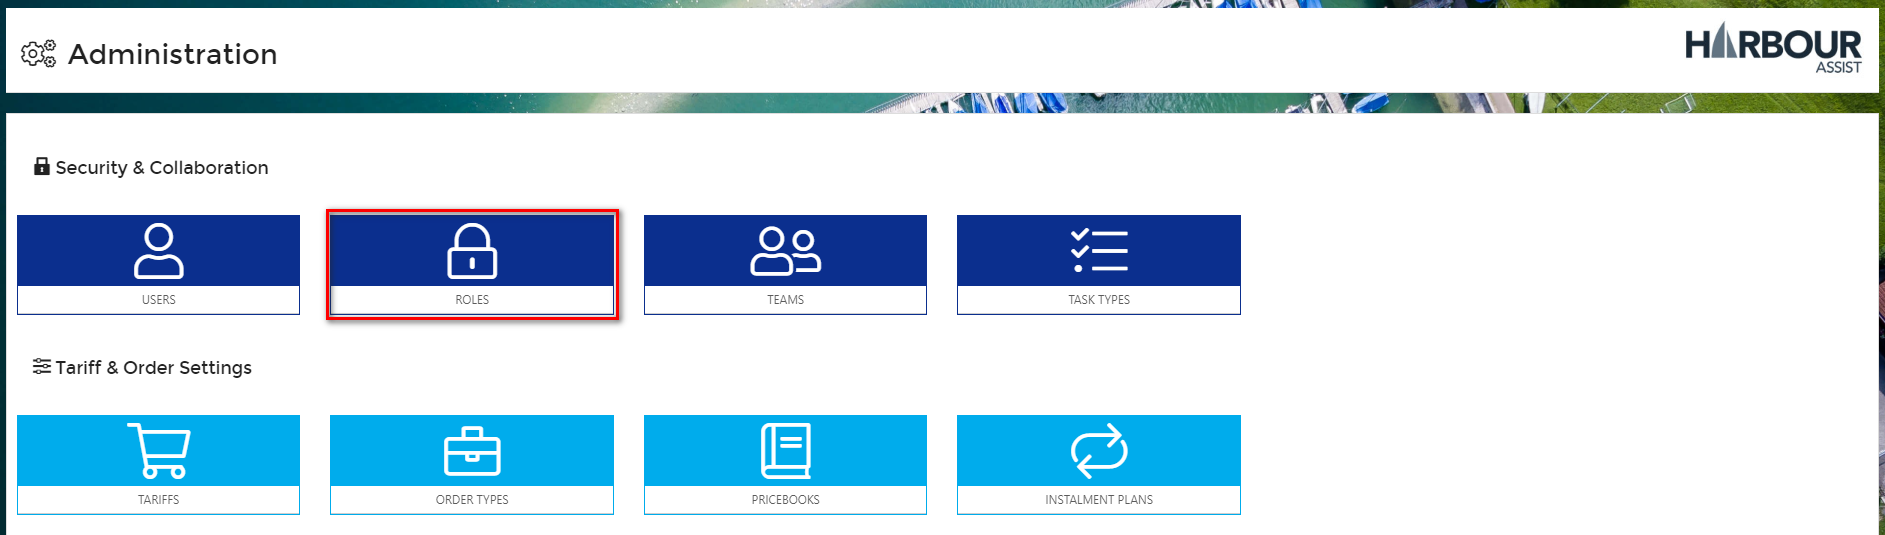 Administration
HARBOUR
ASSIST
Security & Collaboration
USERS
ROLES
TEAMS
TASK TYPES
Tariff & Order Settings
TARIFFS
ORDER TYPES
PRICEBOOKS
INSTALMENT PLANS